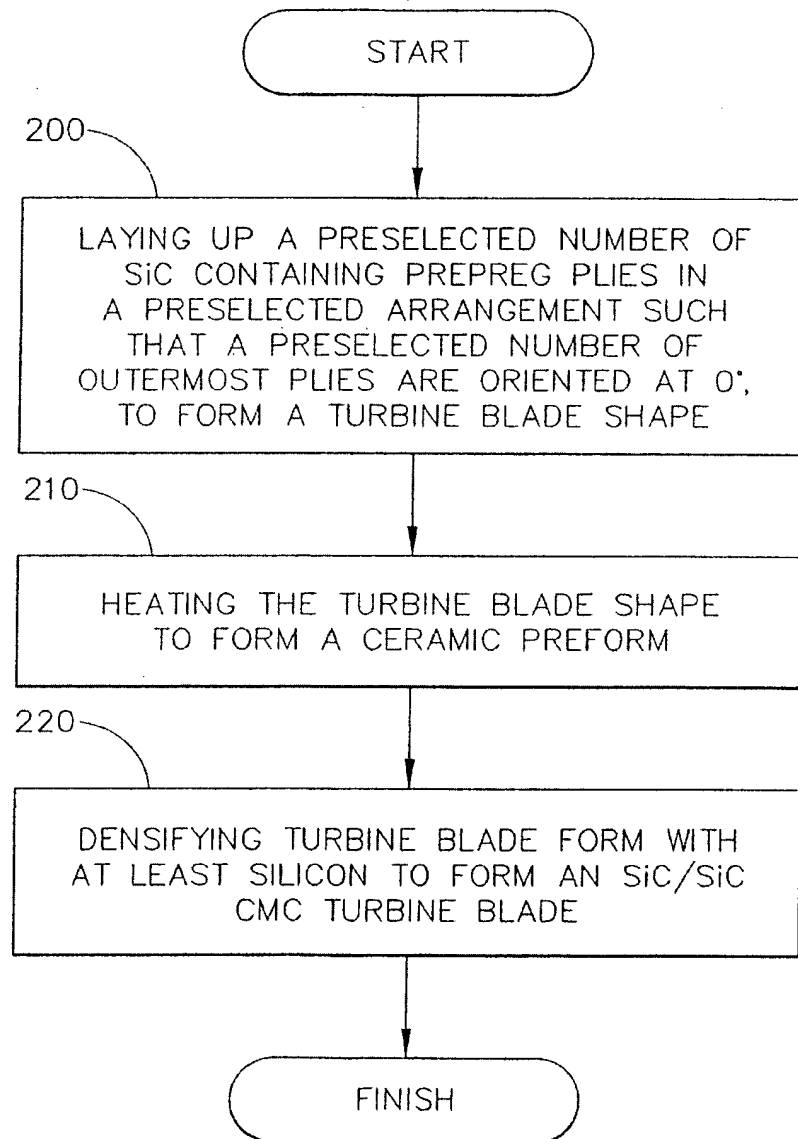 START
200
LAYING UP A PRESELECTED NUMBER OF
SiC CONTAINING PREPREG PLIES IN
A PRESELECTED ARRANGEMENT SUCH
THAT A PRESELECTED NUMBER OF
OUTERMOST PLIES ARE ORIENTED AT 0°,
TO FORM A TURBINE BLADE SHAPE
210
HEATING THE TURBINE BLADE SHAPE
TO FORM A CERAMIC PREFORM
220
DENSIFYING TURBINE BLADE FORM WITH
AT LEAST SILICON TO FORM AN SiC/SiC
CMC TURBINE BLADE
FINISH